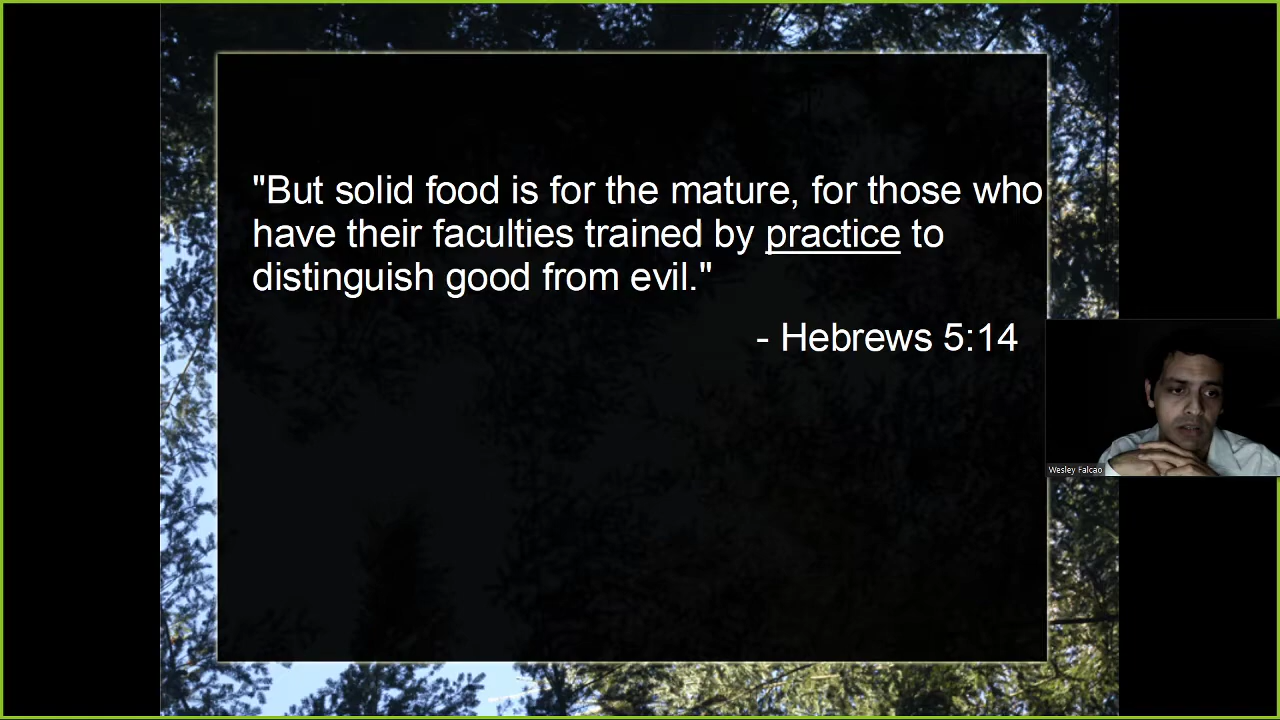 "But solid food is for the mature, for those who
have their faculties trained by practice to
distinguish good from evil."
- Hebrews 5:14
Wesley Falcao